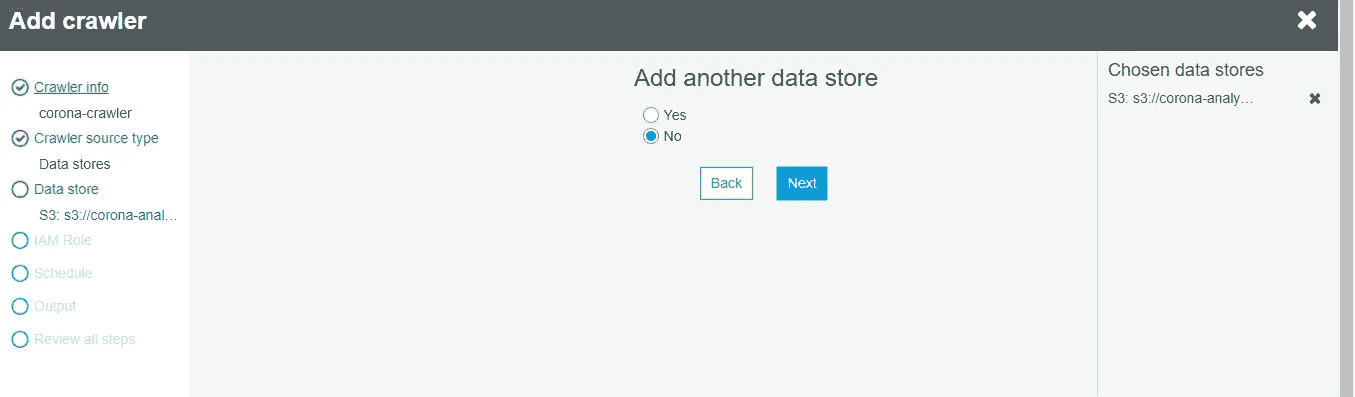 Add crawler
Crawler info
corona-crawler
Crawler source type
Data stores
Data store
S3: s3://corona-anal…
IAM Role
Schedule
Output
Review all steps
Add another data store
Yes
No
Back
Next
Chosen data stores
S3: s3://corona-analy…